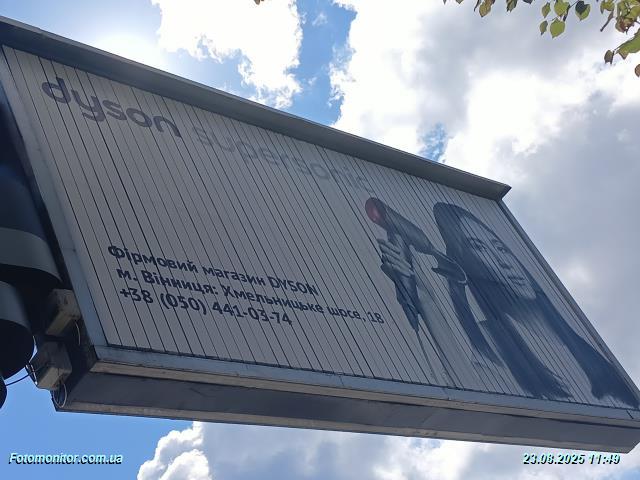 dyson supersonic
Фірмовий магазин DYSON
м. Вінниця: Хмельницьке шосе, 18
+38 (050) 441-03-74
Fotomonitor.com.ua
23.08.2025 11:49